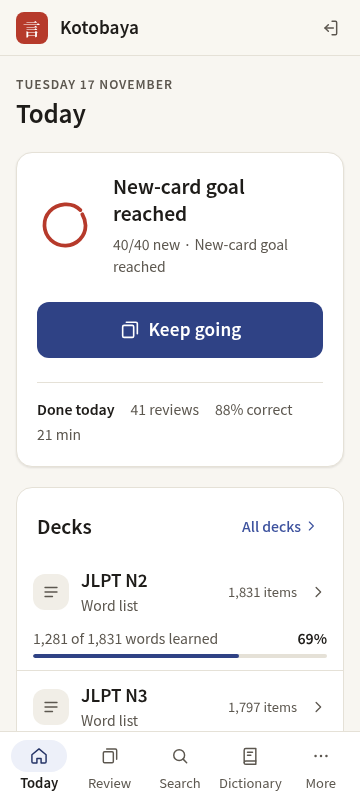 言 Kotobaya
TUESDAY 17 NOVEMBER
Today
New-card goal
reached
40/40 new · New-card goal
reached
Keep going
Done today 41 reviews 88% correct
21 min
Decks
All decks
JLPT N2
Word list
1,831 items
1,281 of 1,831 words learned 69%
JLPT N3
Word list
1,797 items
Today Review Search Dictionary More